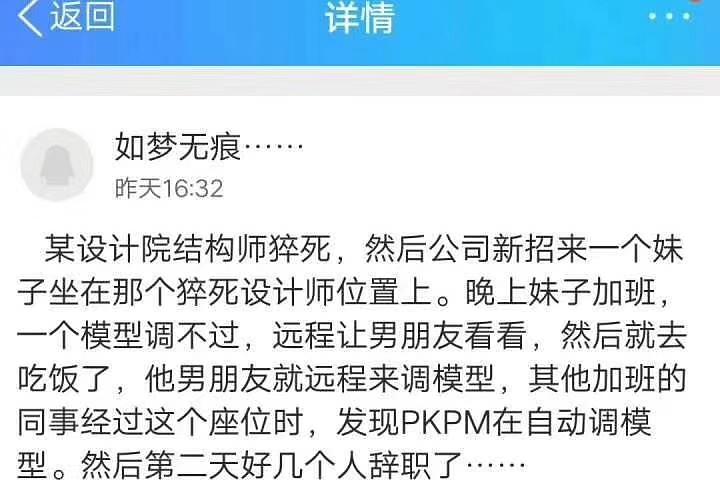 返回
详情
如梦无痕……
昨天16:32
某设计院结构师猝死，然后公司新招来一个妹
子坐在那个猝死设计师位置上。晚上妹子加班，
一个模型调不过，远程让男朋友看看，然后就去
吃饭了，他男朋友就远程来调模型，其他加班的
同事经过这个座位时，发现PKPM在自动调模
型。然后第二天好几个人辞职了……